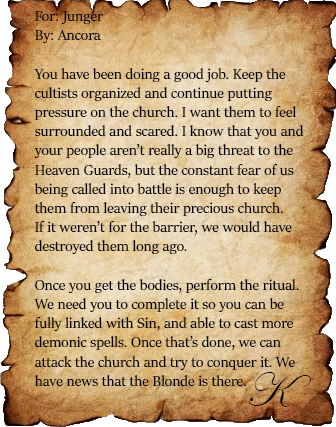 For: Junger
By: Ancora
You have been doing a good job. Keep the
cultists organized and continue putting
pressure on the church. I want them to feel
surrounded and scared. I know that you and
your people aren’t really a big threat to the
Heaven Guards, but the constant fear of us
being called into battle is enough to keep
them from leaving their precious church.
If it weren’t for the barrier, we would have
destroyed them long ago.
Once you get the bodies, perform the ritual.
We need you to complete it so you can be
fully linked with Sin, and able to cast more
demonic spells. Once that’s done, we can
attack the church and try to conquer it. We
have news that the Blonde is there. K